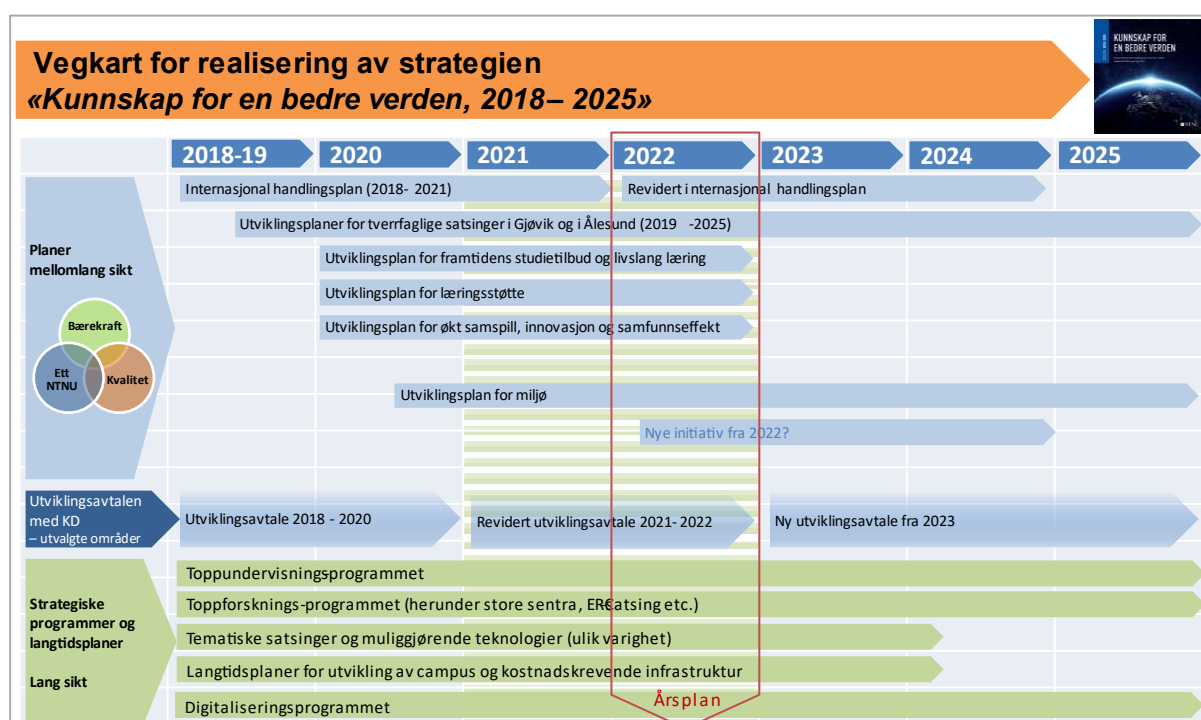 Vegkart for realisering av strategien
«Kunnskap for en bedre verden, 2018– 2025»
KUNNSKAP FOR
EN BEDRE VERDEN
NTNU
2018-19
2020
2021
2022
2023
2024
2025
Planer
mellomlang sikt
Bærekraft
Ett
NTNU
Kvalitet
Internasjonal handlingsplan (2018- 2021)
Revidert internasjonal handlingsplan
Utviklingsplaner for tverrfaglige satsinger i Gjøvik og i Ålesund (2019 -2025)
Utviklingsplan for framtidens studietilbud og livslang læring
Utviklingsplan for læringsstøtte
Utviklingsplan for økt samspill, innovasjon og samfunnseffekt
Utviklingsplan for miljø
Nye initiativ fra 2022?
Utviklingsavtalen
med KD
– utvalgte områder
Utviklingsavtale 2018 - 2020
Revidert utviklingsavtale 2021- 2022
Ny utviklingsavtale fra 2023
Strategiske
programmer og
langtidsplaner
Lang sikt
Toppundervisnings-programmet
Toppforsknings-programmet (herunder store sentra, ERC-satsing etc.)
Tematiske satsinger og muliggjørende teknologier (ulik varighet)
Langtidsplaner for utvikling av campus og kostnadskrevende infrastruktur
Digitaliseringsprogrammet
Årsplan